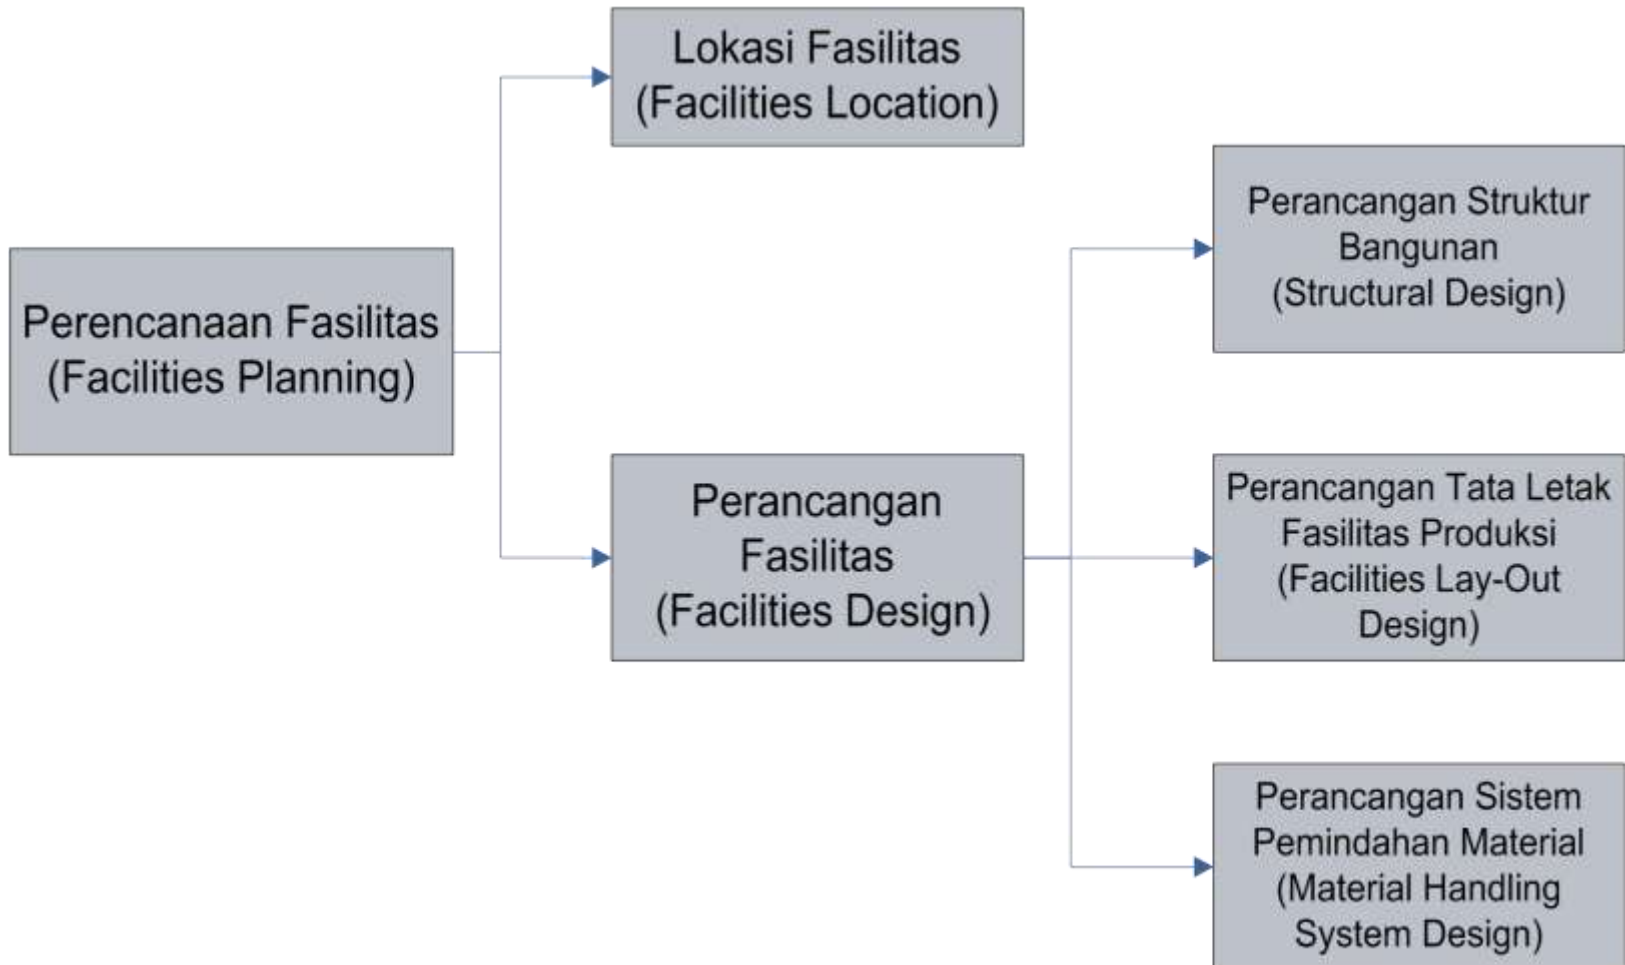 Lokasi Fasilitas
(Facilities Location)
Perencanaan Fasilitas
(Facilities Planning)
Perancangan
Fasilitas
(Facilities Design)
Perancangan Struktur
Bangunan
(Structural Design)
Perancangan Tata Letak
Fasilitas Produksi
(Facilities Lay-Out
Design)
Perancangan Sistem
Pemindahan Material
(Material Handling
System Design)